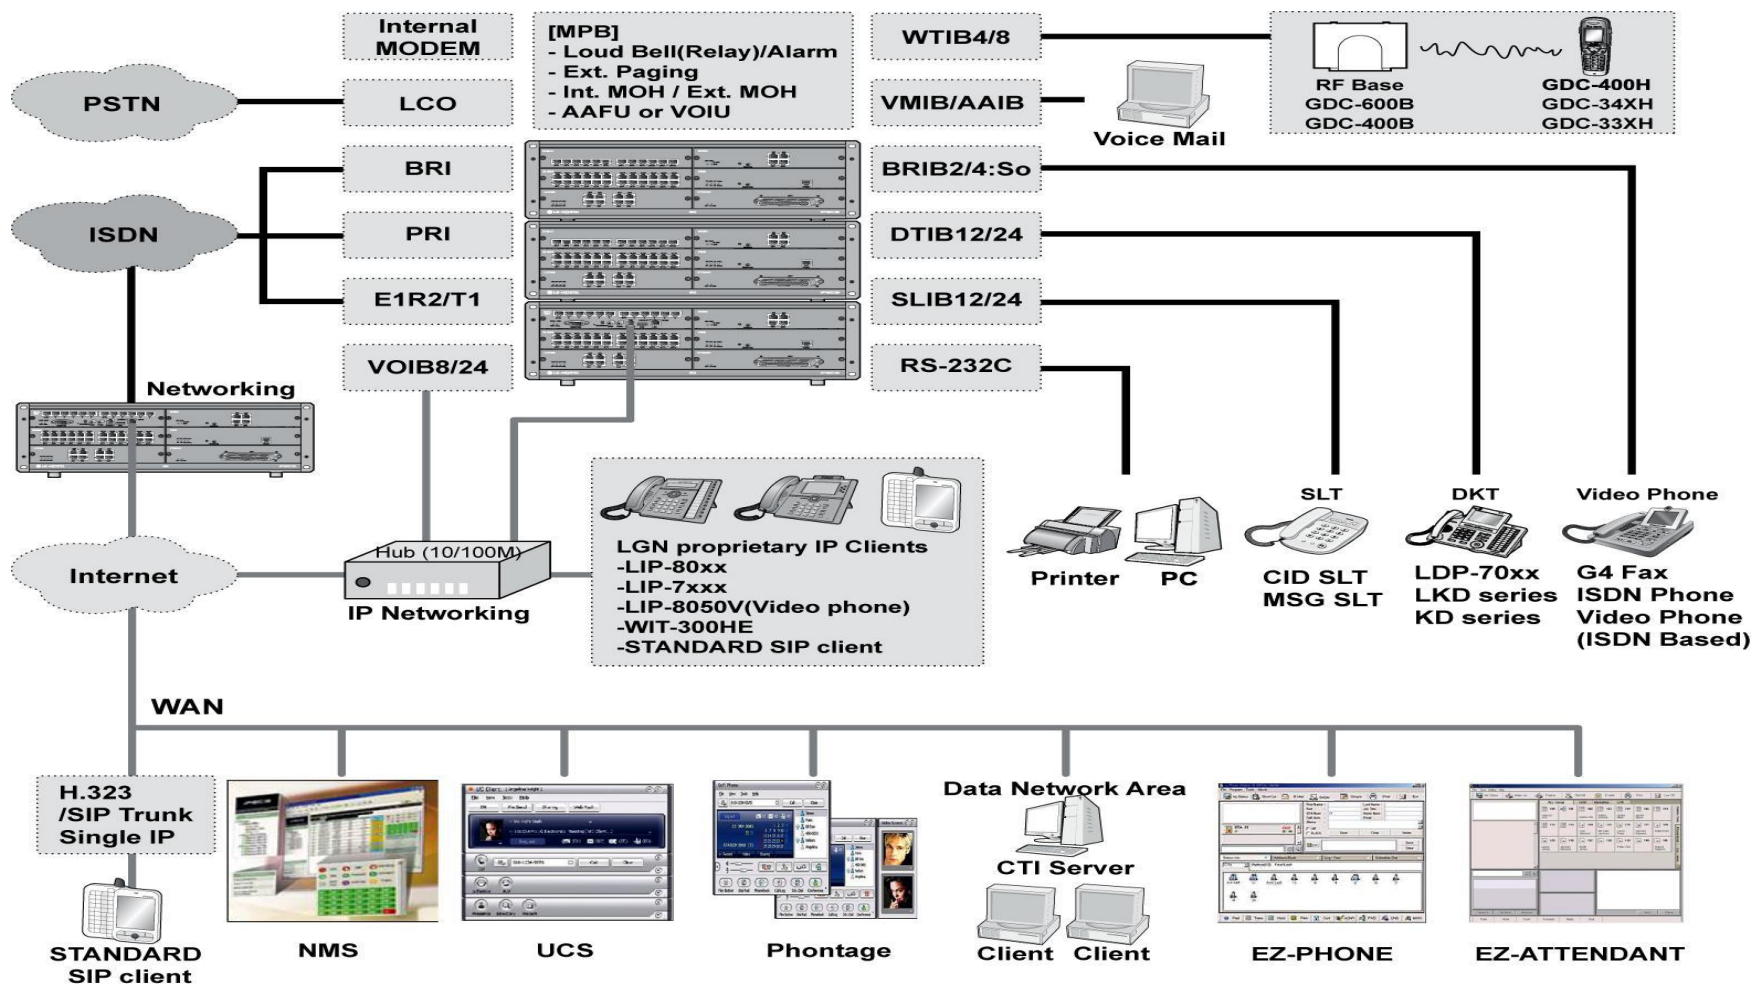 Internal
MODEM
[MPB]
- Loud Bell(Relay)/Alarm
- Ext. Paging
- Int. MOH / Ext. MOH
- AAFU or VOIU
WTIB4/8
RF Base
GDC-600B
GDC-400B
GDC-400H
GDC-34XH
GDC-33XH
PSTN
LCO
VMIB/AAIB
Voice Mail
BRI
BRIB2/4:So
ISDN
PRI
DTIB12/24
E1R2/T1
SLIB12/24
VOIB8/24
RS-232C
Networking
Internet
Hub (10/100M)
IP Networking
LGN proprietary IP Clients
-LIP-80xx
-LIP-7xxx
-LIP-8050V(Video phone)
-WIT-300HE
-STANDARD SIP client
Printer
PC
SLT
CID SLT
MSG SLT
DKT
LDP-70xx
LKD series
KD series
Video Phone
G4 Fax
ISDN Phone
Video Phone
(ISDN Based)
WAN
H.323
/SIP Trunk
Single IP
STANDARD
SIP client
NMS
UCS
Phontage
Data Network Area
CTI Server
Client
Client
EZ-PHONE
EZ-ATTENDANT